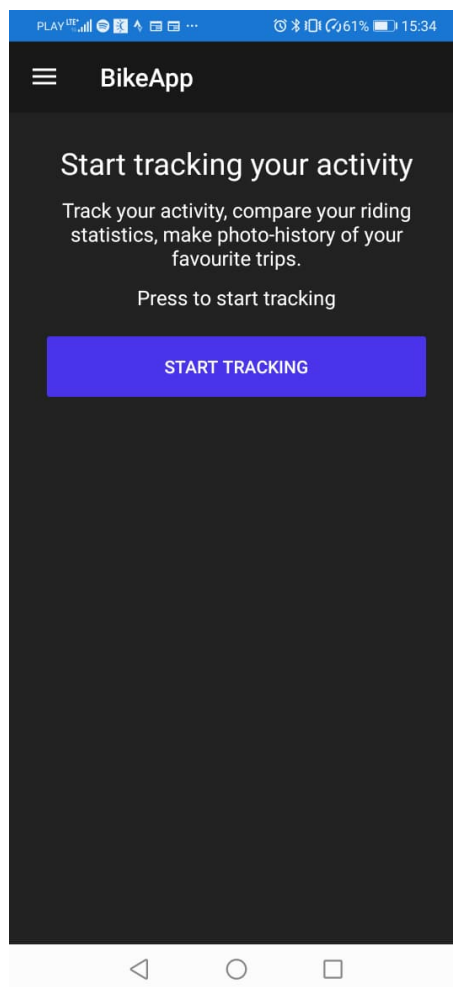 PLAY LTE 61% 15:34
BikeApp
Start tracking your activity
Track your activity, compare your riding
statistics, make photo-history of your
favourite trips.
Press to start tracking
START TRACKING